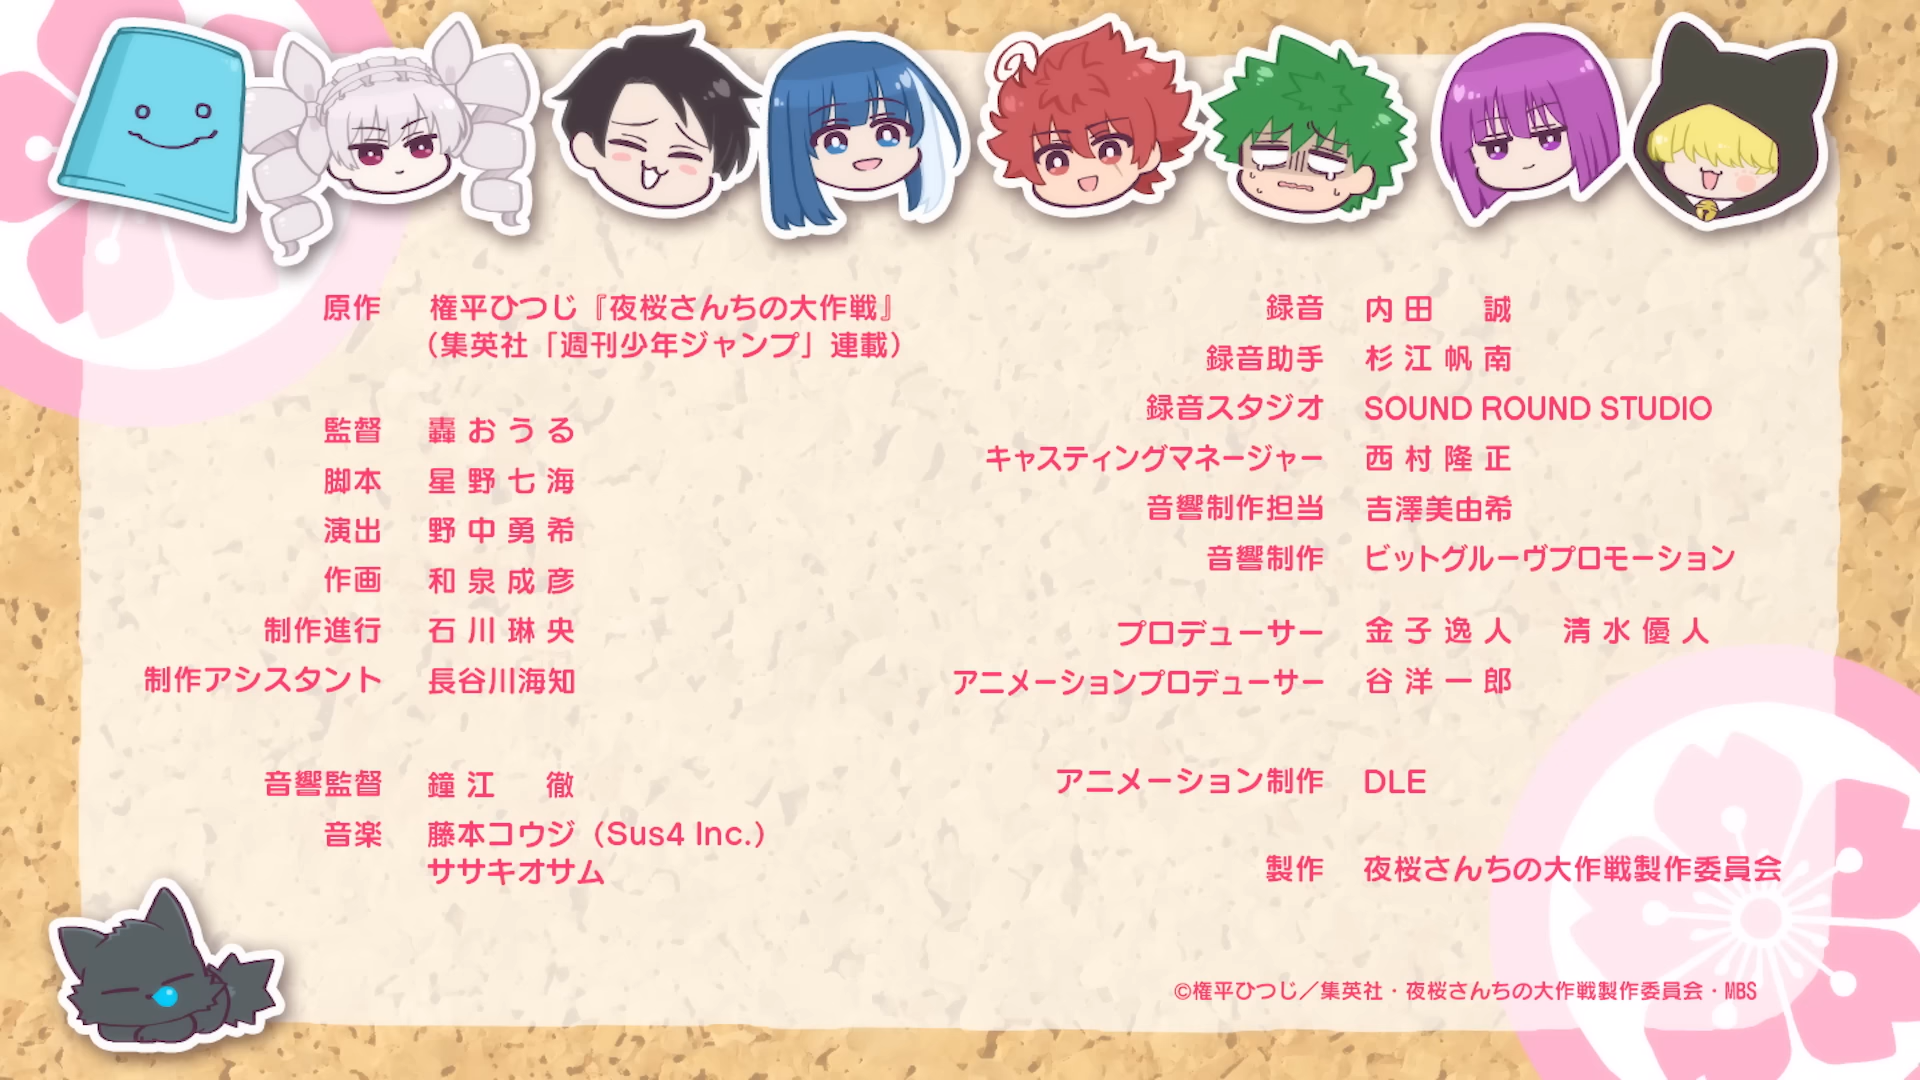 原作 権平ひつじ『夜桜さんちの大作戦』
（集英社「週刊少年ジャンプ」連載）
監督 轟おうる
脚本 星野七海
演出 野中勇希
作画 和泉成彦
制作進行 石川琳央
制作アシスタント 長谷川海知
音響監督 鐘江 徹
音楽 藤本コウジ（Sus4 Inc.）
ササキオサム
録音 内田 誠
録音助手 杉江帆南
録音スタジオ SOUND ROUND STUDIO
キャスティングマネージャー 西村隆正
音響制作担当 吉澤美由希
音響制作 ビットグルーヴプロモーション
プロデューサー 金子逸人 清水優人
アニメーションプロデューサー 谷洋一郎
アニメーション制作 DLE
製作 夜桜さんちの大作戦製作委員会
©権平ひつじ／集英社・夜桜さんちの大作戦製作委員会・MBS